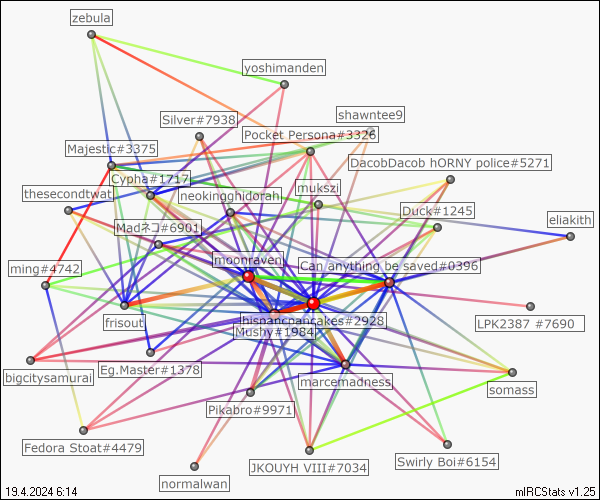 zebula
yoshimanden
Silver#7938
shawntee9
Pocket Persona#3326
Majestic#3375
DacobDacob hORNY police#5271
Cypha#1717
thesecondtwat
neokingghidorah
mukszi
Duck#1245
Madネコ#6901
eliakith
moonraven
Can anything be saved#0396
ming#4742
frisout
hispanicpancakes#2928
LPK2387 #7690
Mushy#1984
Eg.Master#1378
bigcitysamurai
marcemadness
somass
Pikabro#9971
Fedora Stoat#4479
Swirly Boi#6154
JKOUYH VIII#7034
normalwan
19.4.2024 6:14
mIRCStats v1.25